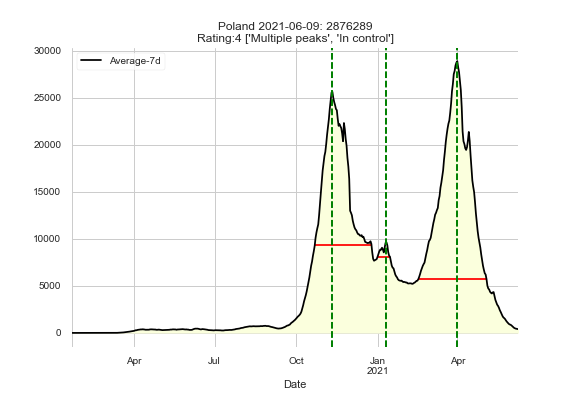 Poland 2021-06-09: 2876289
Rating:4 ['Multiple peaks', 'In control']
Average-7d
30000
25000
20000
15000
10000
5000
0
Apr
Jul
Oct
Jan
2021
Apr
Date